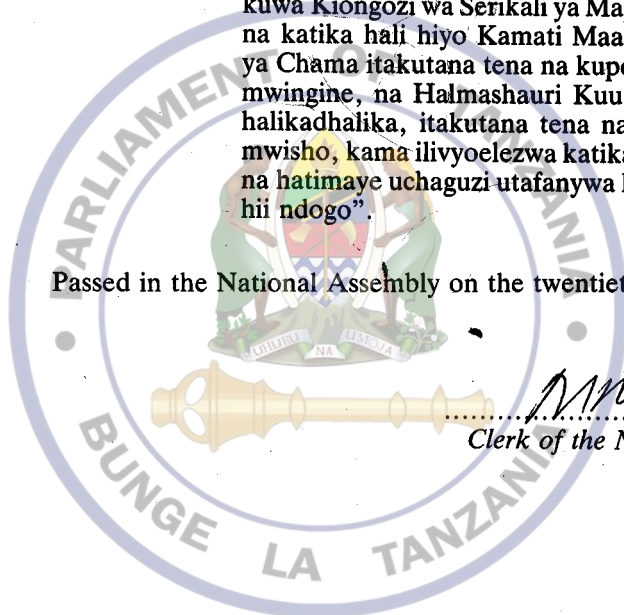 kuwa Kiongozi wa Serikali ya Ma
na katika hali hiyo Kamati Maa
ya Chama itakutana tena na kupe
mwingine, na Halmashauri Kuu
halikadhalika, itakutana tena na
mwisho, kama ilivyoelezwa katika
na hatimaye uchaguzi utafanywa
hii ndogo”.
Passed in the National Assembly on the twentiet
Clerk of the N
PARLIAMENT OF
UHURU NA UMOJA
BUNGE LA TANZANIA